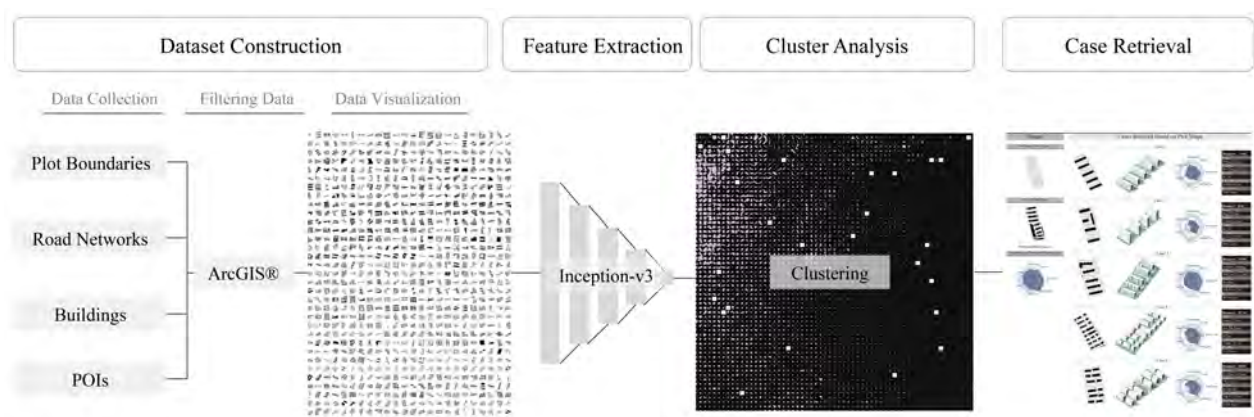 Dataset Construction
Feature Extraction
Cluster Analysis
Case Retrieval
Data Collection
Filtering Data
Data Visualization
Plot Boundaries
Road Networks
Buildings
POIs
ArcGIS®
Inception-v3
Clustering